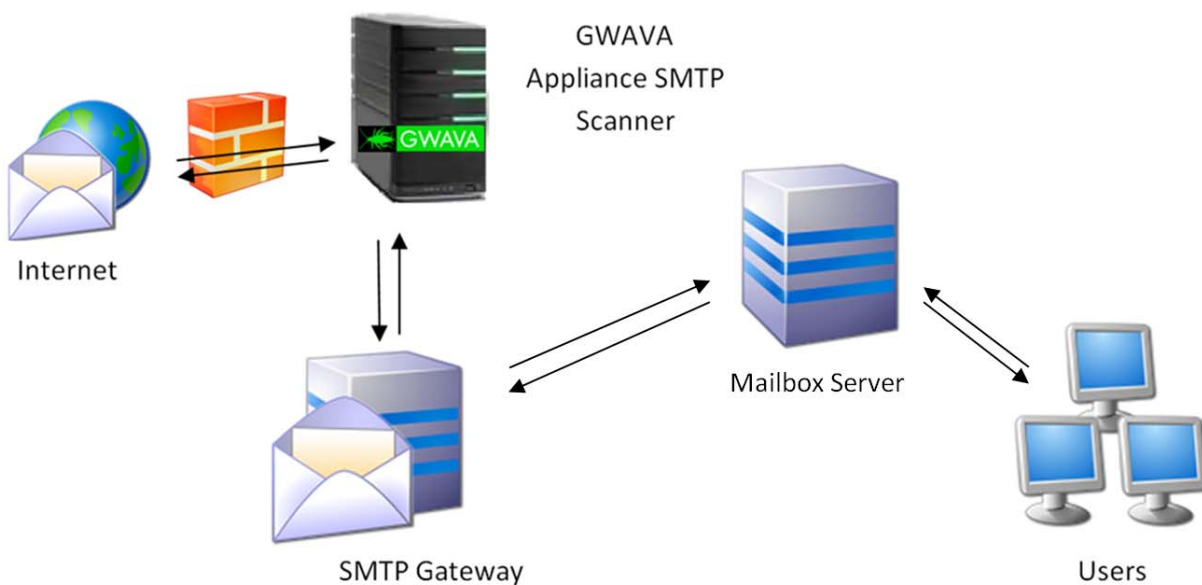 GWAVA
Appliance SMTP
Scanner
GWAVA
Internet
Mailbox Server
SMTP Gateway
Users